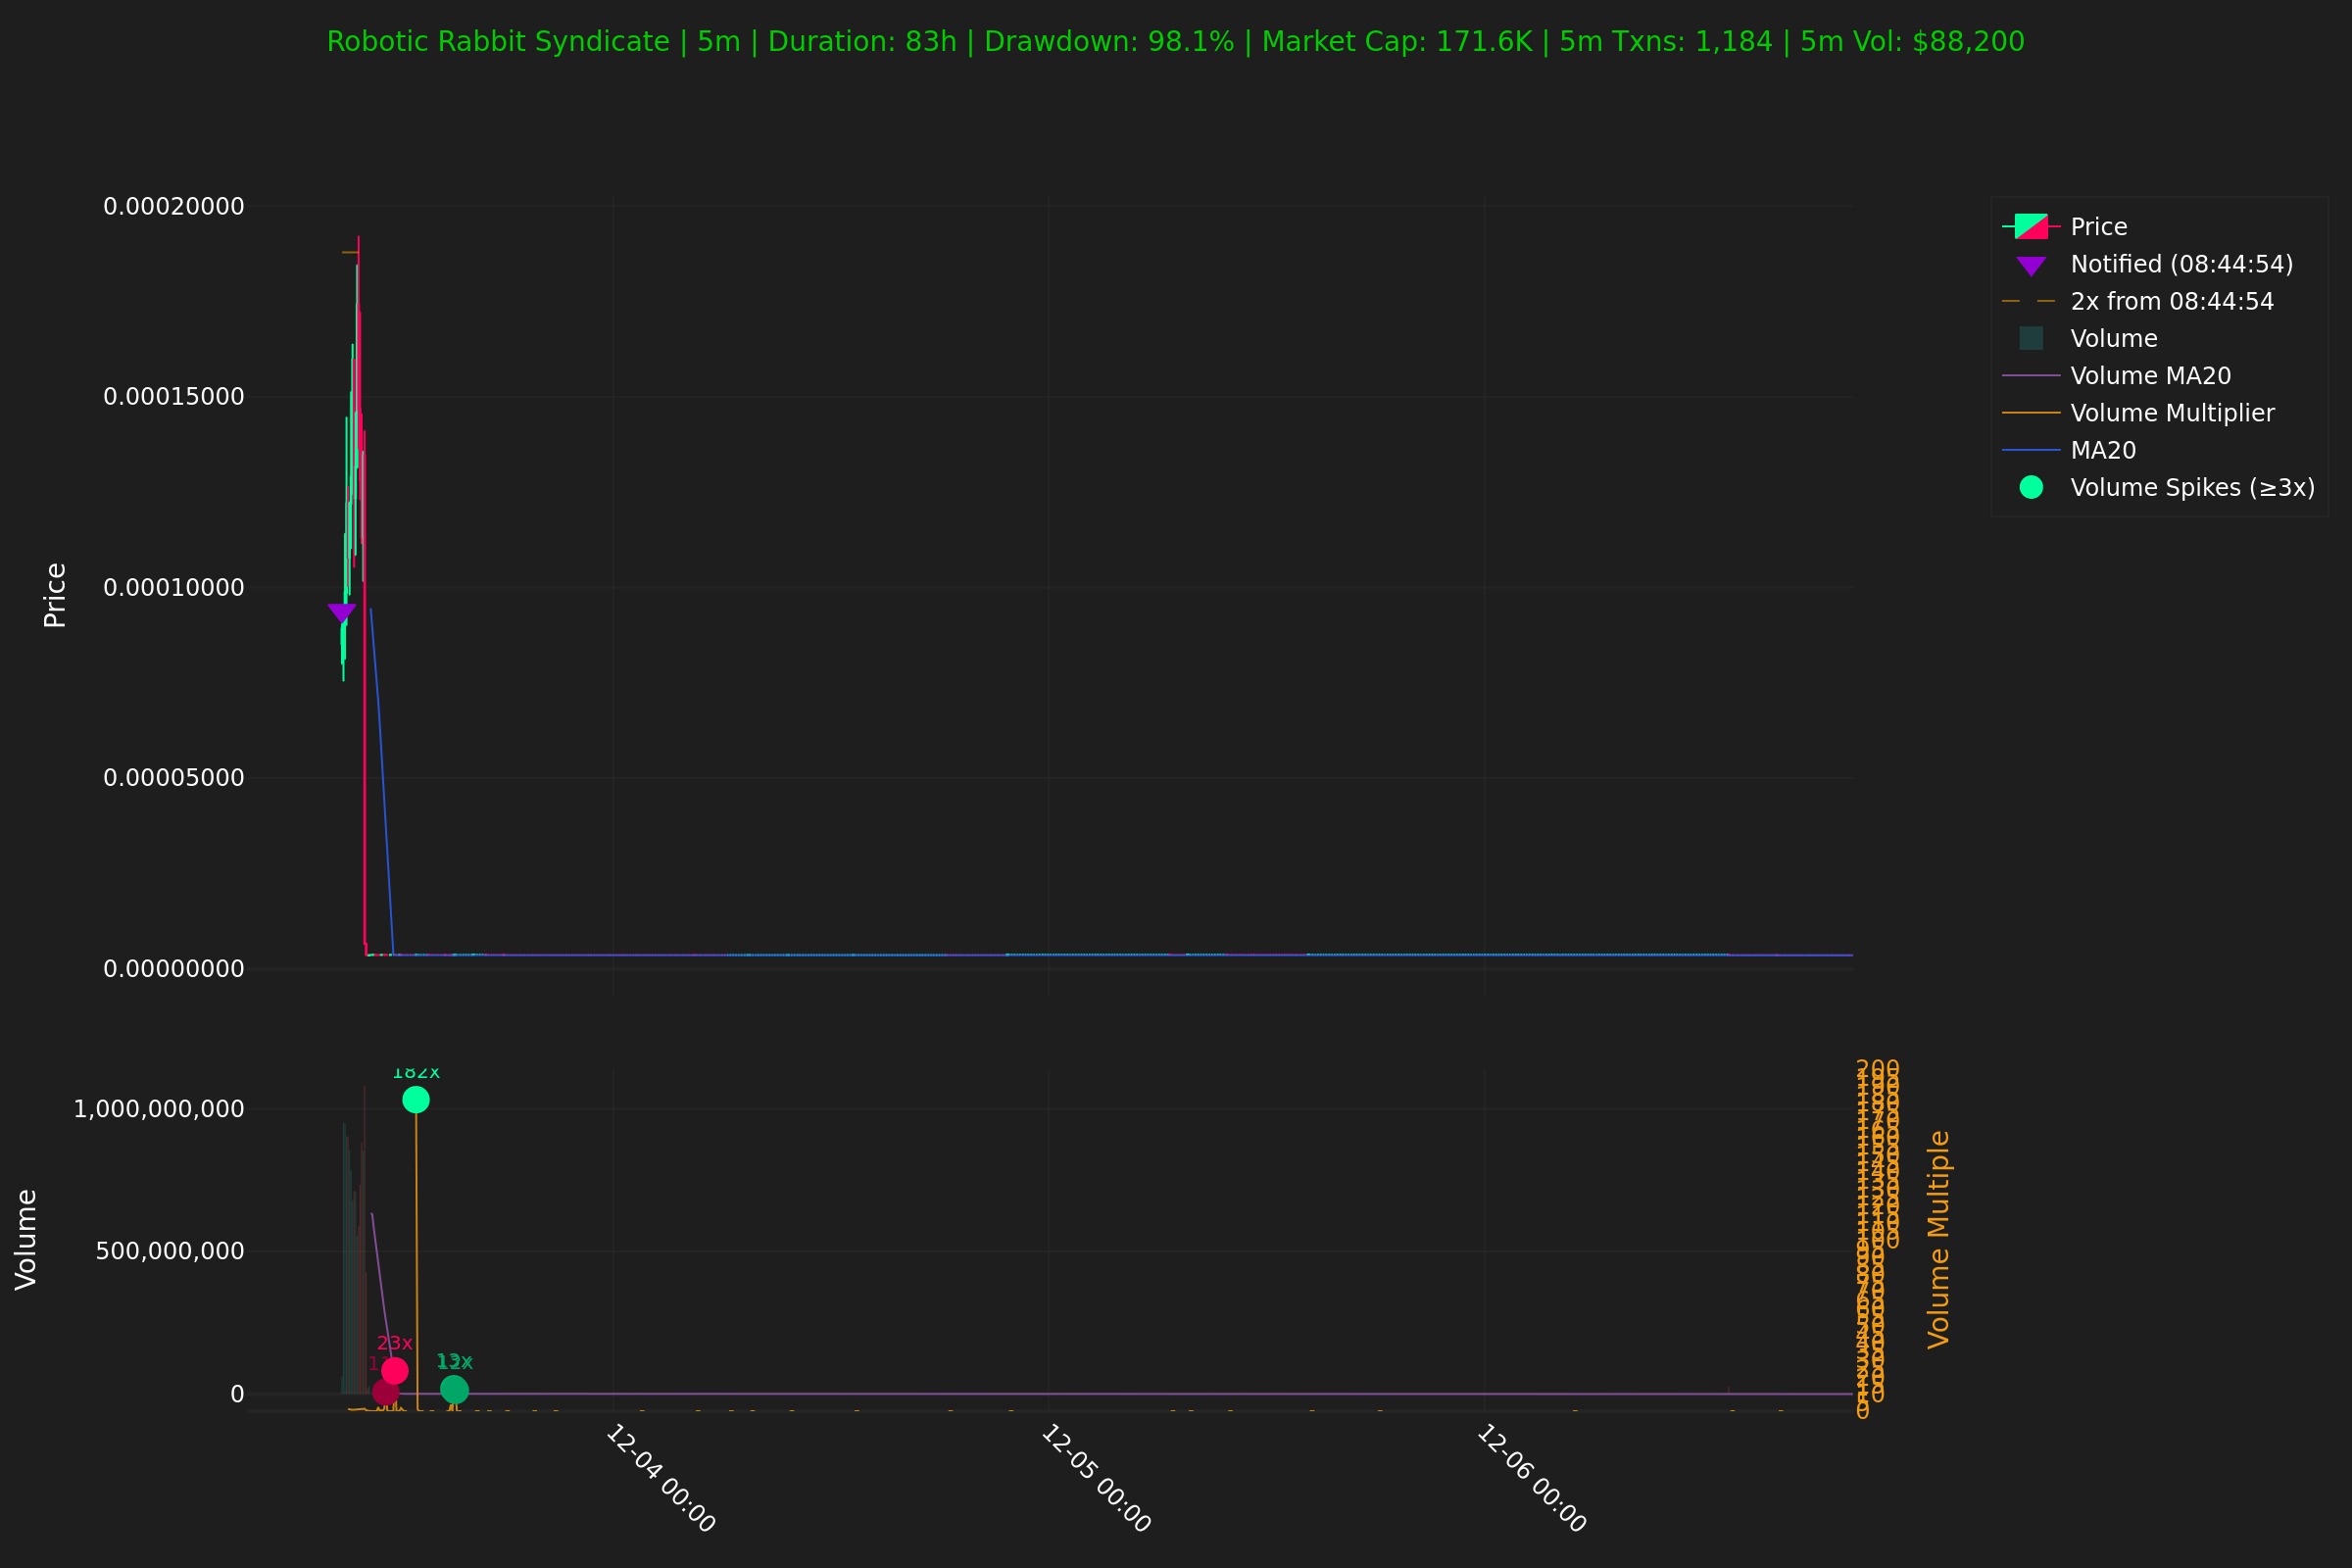 Robotic Rabbit Syndicate | 5m | Duration: 83h | Drawdown: 98.1% | Market Cap: 171.6K | 5m Txns: 1,184 | 5m Vol: $88,200
Price
0.00020000
0.00015000
0.00010000
0.00005000
0.00000000
Price
Notified (08:44:54)
2x from 08:44:54
Volume
Volume MA20
Volume Multiplier
MA20
Volume Spikes (≥3x)
Volume
1,000,000,000
500,000,000
0
182x
23x
13x
Volume Multiple
200
0
12-04 00:00
12-05 00:00
12-06 00:00